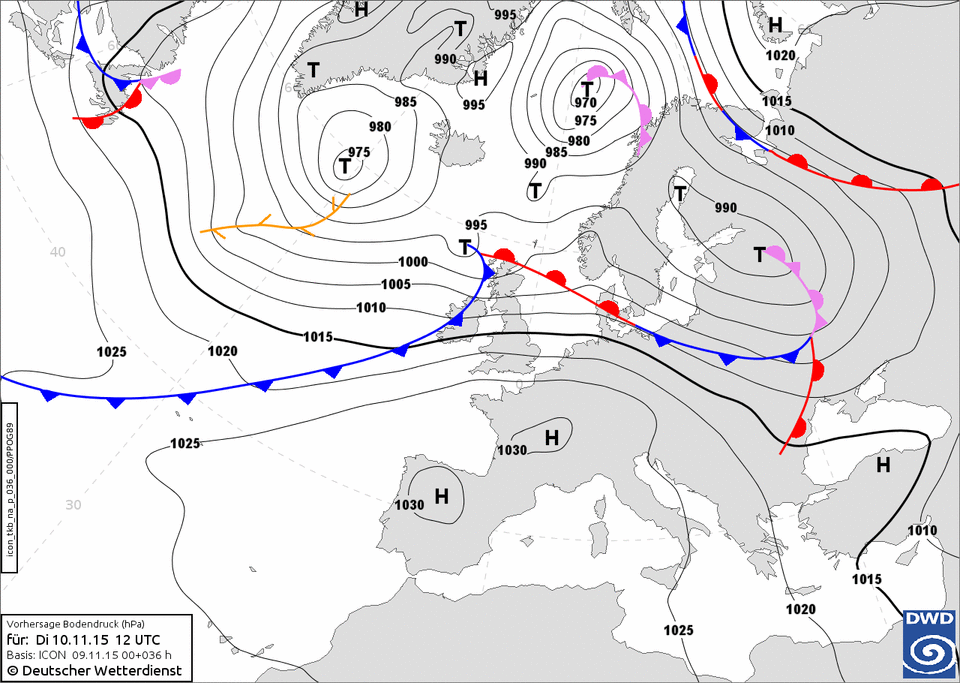 H
995
T
H
1020
990
T
H
995
985
T
970
975
980
985
990
1015
1010
980
975
T
T
T
990
995
T
1000
1005
1010
1015
T
40
1025
1020
1025
1030
H
1030
H
H
30
1010
1015
1020
1025
0
icon_tkb_na_p_036_000/PPOG89
Vorhersage Bodendruck (hPa)
für: Di 10.11.15 12 UTC
Basis: ICON 09.11.15 00+036 h
© Deutscher Wetterdienst
DWD